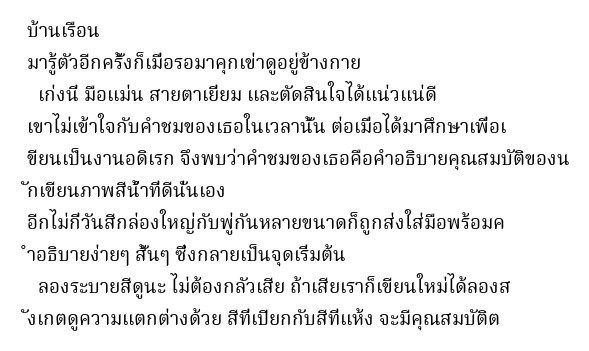 บ้านเรือน
มารู้ตัวอีกครั้งก็เมื่อรอมาคุกเข่าดูอยู่ข้างกาย
เก่งนี่ มือแม่น สายตาเยี่ยม และตัดสินใจได้แน่วแน่ดี
เขาไม่เข้าใจกับคำชมของเธอในเวลานั้น ต่อเมื่อได้มาศึกษาเพื่อเ
ขียนเป็นงานอดิเรก จึงพบว่าคำชมของเธอคือคำอธิบายคุณสมบัติของน
ักเขียนภาพสีน้ำที่ดีนั่นเอง
อีกไม่กี่วันสีกล่องใหญ่กับพู่กันหลายขนาดก็ถูกส่งใส่มือพร้อมค
ำอธิบายง่ายๆ สั้นๆ ซึ่งกลายเป็นจุดเริ่มต้น
ลองระบายสีดูนะ ไม่ต้องกลัวเสีย ถ้าเสียเราก็เขียนใหม่ได้ลองส
ังเกตดูความแตกต่างด้วย สีที่เปียกกับสีที่แห้ง จะมีคุณสมบัติต